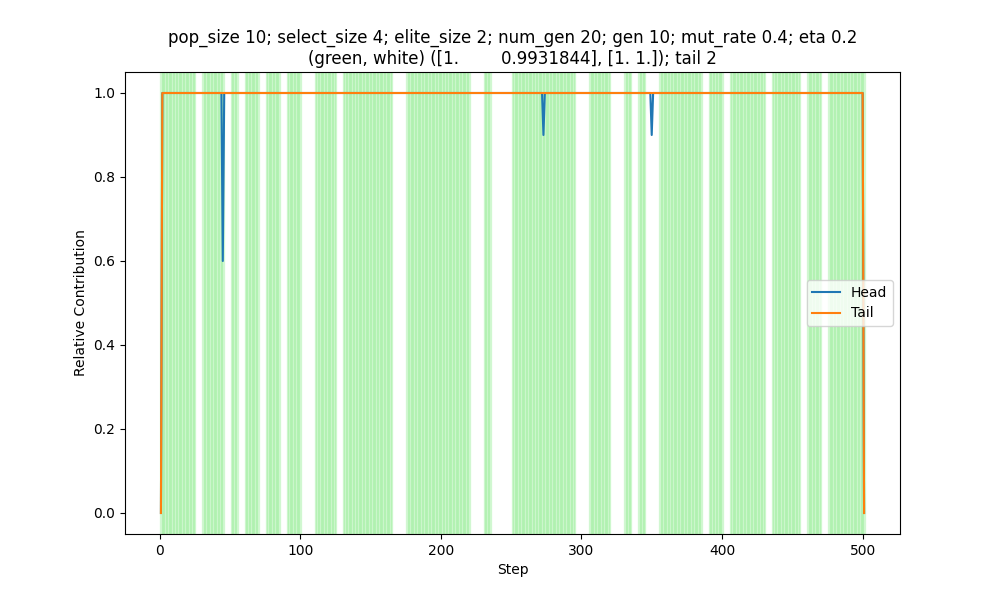 pop_size 10; select_size 4; elite_size 2; num_gen 20; gen 10; mut_rate 0.4; eta 0.2
(green, white) ([1.        0.9931844], [1. 1.]); tail 2
1.0
0.8
0.6
0.4
0.2
0.0
Relative Contribution
Head
Tail
0 100 200 300 400 500
Step